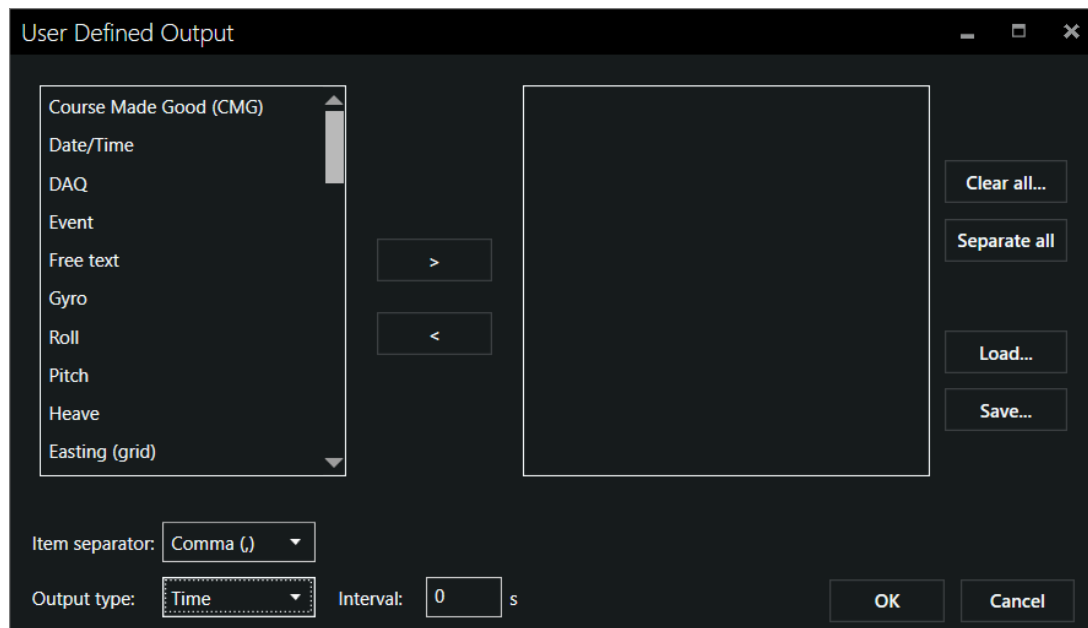 User Defined Output
Course Made Good (CMG)
Date/Time
DAQ
Event
Free text
Gyro
Roll
Pitch
Heave
Easting (grid)
>
<
Clear all...
Separate all
Load...
Save...
Item separator: Comma (,)
Output type: Time Interval: 0 s
OK Cancel